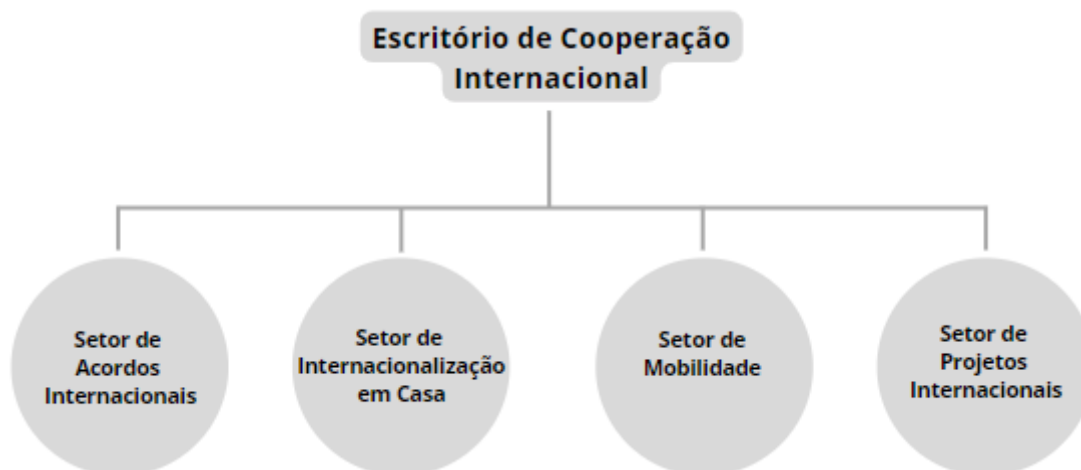 Escritório de Cooperação
Internacional
Setor de
Acordos
Internacionais
Setor de
Internacionalização
em Casa
Setor de
Mobilidade
Setor de
Projetos
Internacionais